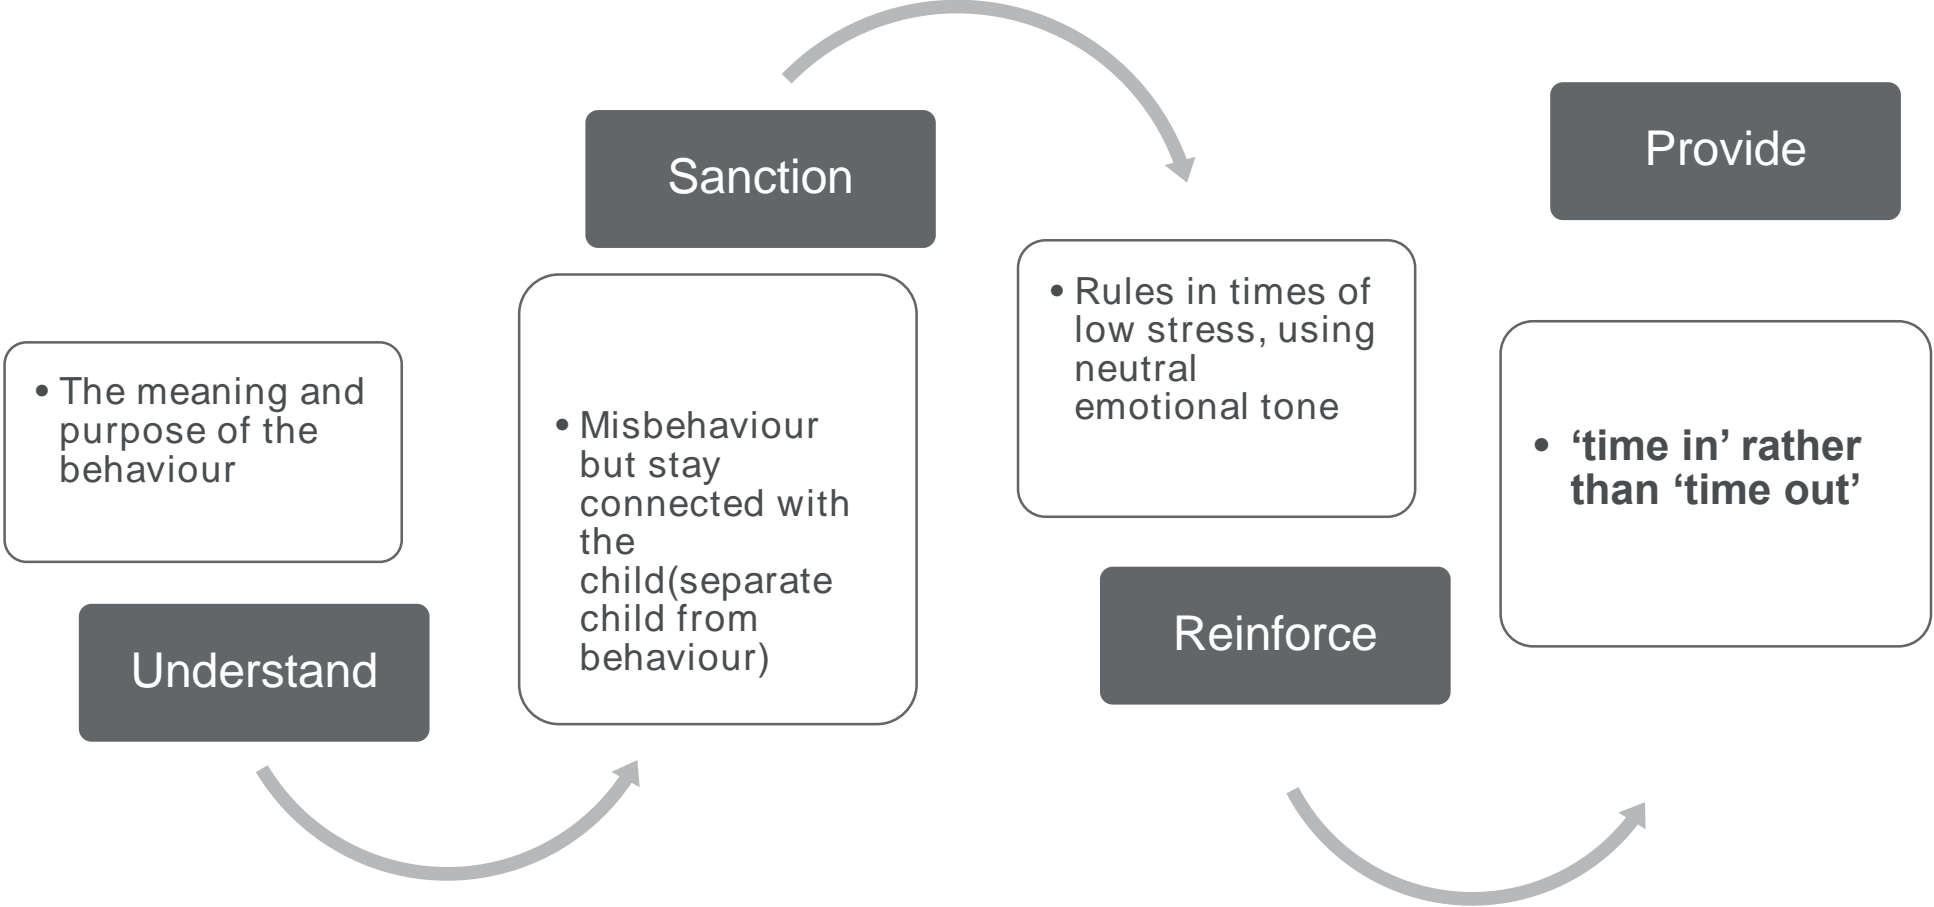 • The meaning and
purpose of the
behaviour
Understand
Sanction
• Misbehaviour
but stay
connected with
the
child(separate
child from
behaviour)
• Rules in times of
low stress, using
neutral
emotional tone
Reinforce
Provide
• ‘time in’ rather
than ‘time out’